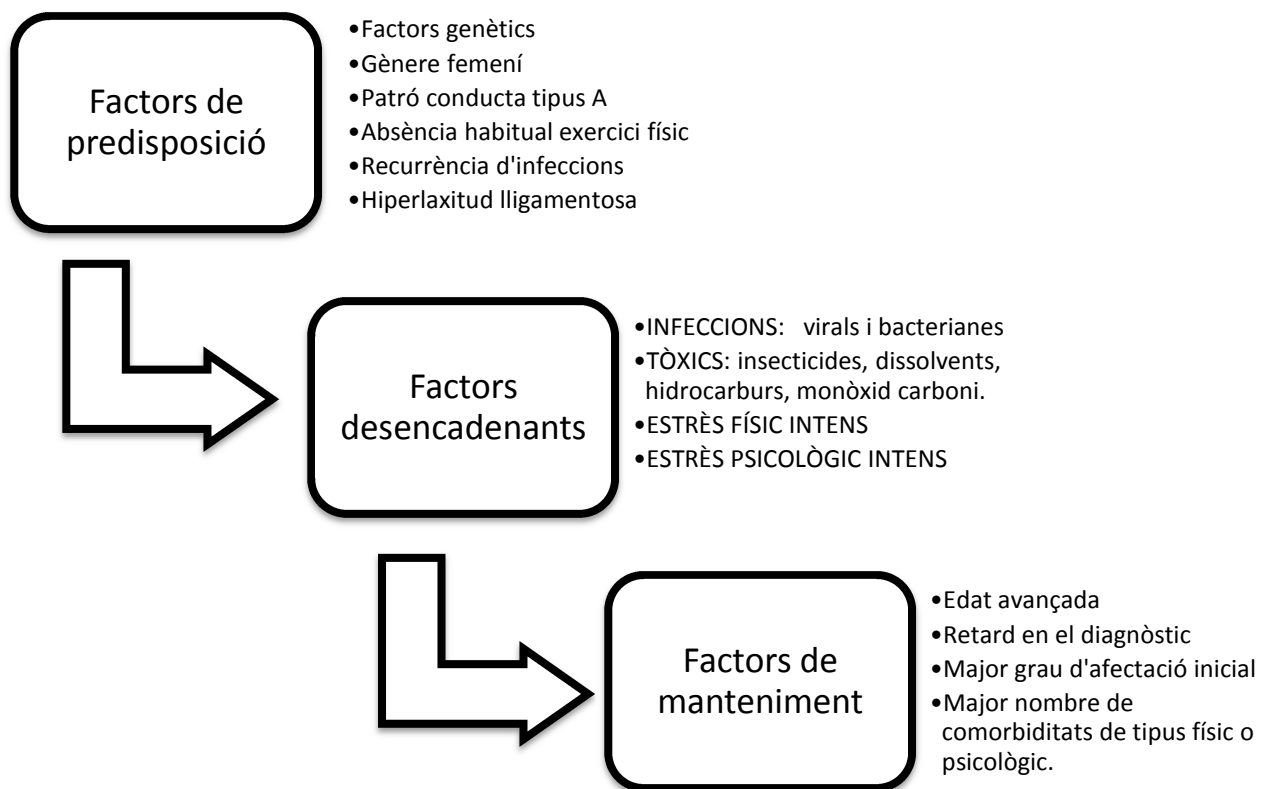 Factors de
predisposició
•Factors genètics
•Gènere femení
•Patró conducta tipus A
•Absència habitual exercici físic
•Recurrència d'infeccions
•Hiperlaxitud lligamentosa
Factors
desencadenants
•INFECCIONS: virals i bacterianes
•TÒXICS: insecticides, dissolvents,
hidrocarburs, monòxid carboni.
•ESTRÈS FÍSIC INTENS
•ESTRÈS PSICOLÒGIC INTENS
Factors de
manteniment
•Edat avançada
•Retard en el diagnòstic
•Major grau d'afectació inicial
•Major nombre de
comorbiditats de tipus físic o
psicològic.